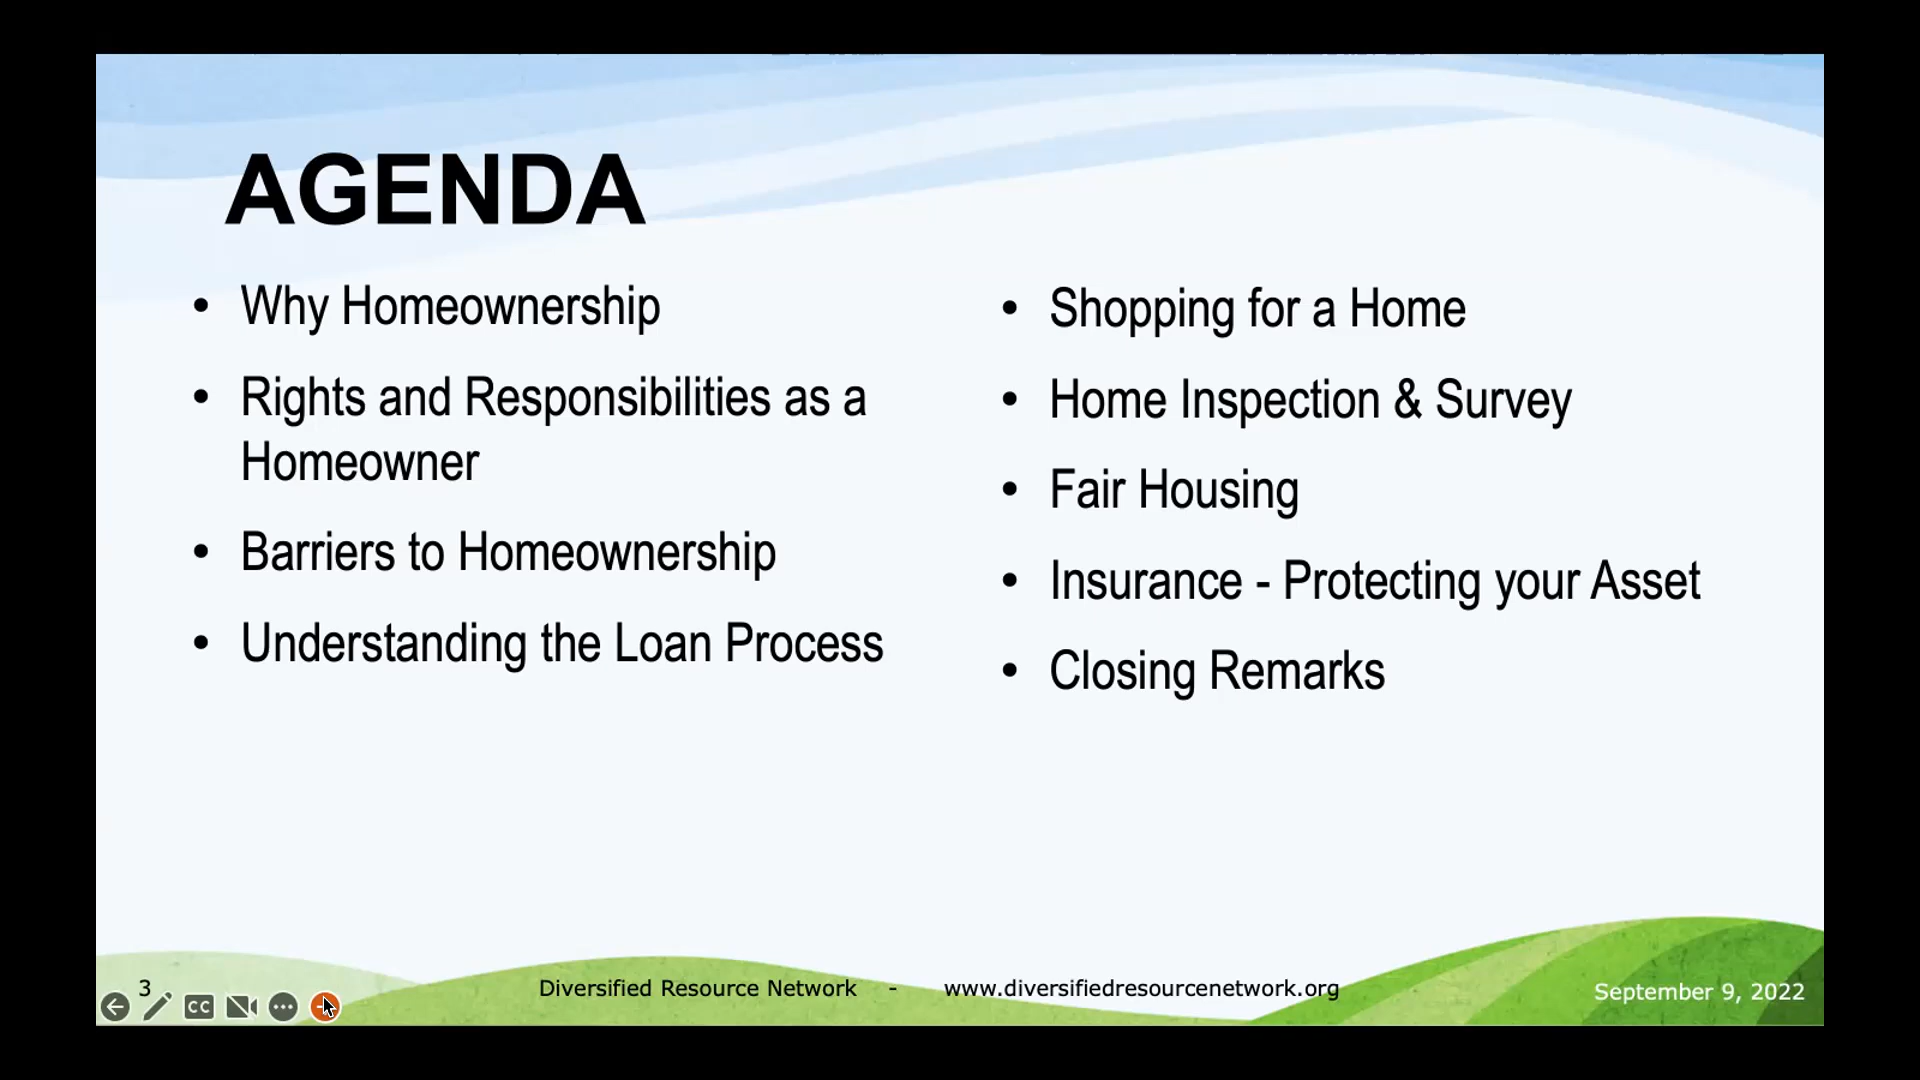 AGENDA
• Why Homeownership
• Rights and Responsibilities as a
Homeowner
• Barriers to Homeownership
• Understanding the Loan Process
• Shopping for a Home
• Home Inspection & Survey
• Fair Housing
• Insurance - Protecting your Asset
• Closing Remarks
3
CC
Diversified Resource Network - www.diversifiedresourcenetwork.org
September 9, 2022